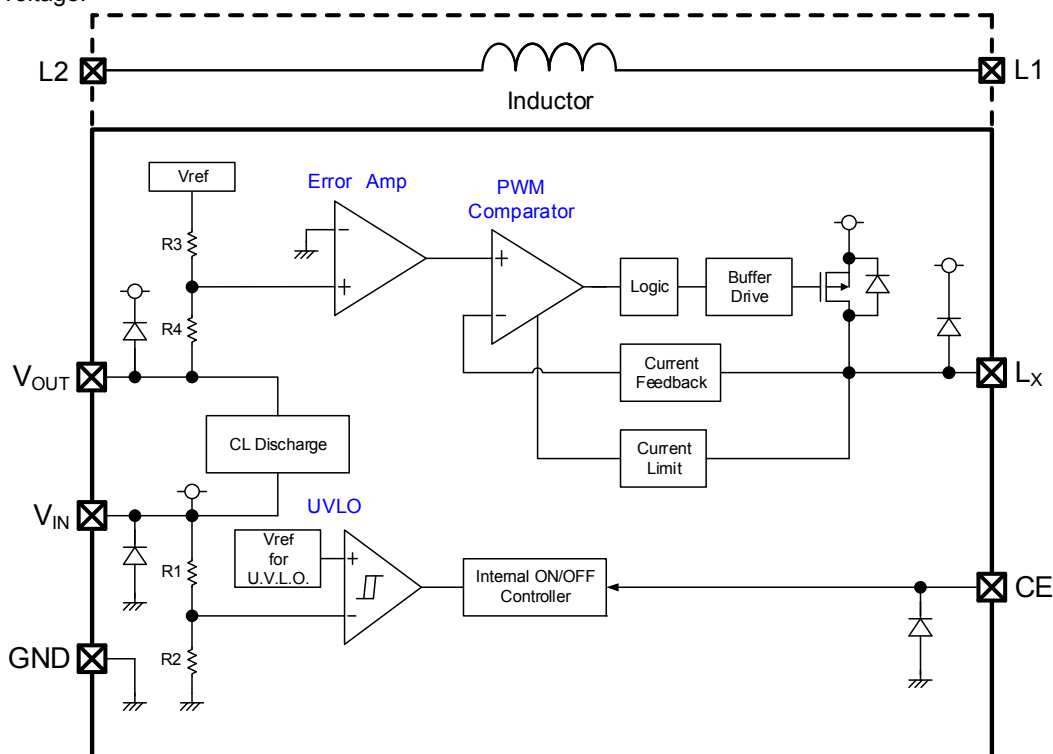 voltage.
L2
L1
Inductor
Vref
Error Amp
PWM
Comparator
R3
R4
Logic
Buffer
Drive
Current
Feedback
Current
Limit
VOUT
LX
CL Discharge
VIN
UVLO
Vref
for
U.V.L.O.
R1
R2
Internal ON/OFF
Controller
CE
GND